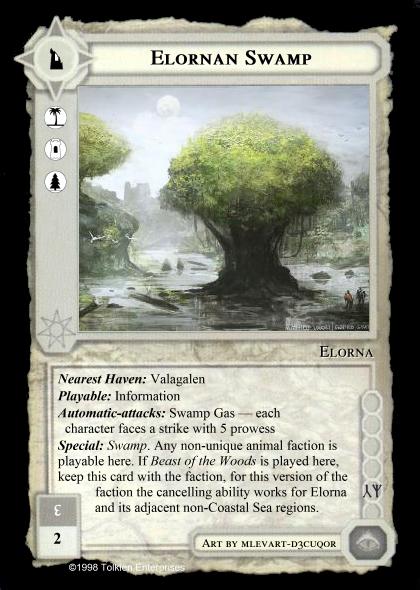 Elornan Swamp
Elorna
Nearest Haven: Valagalen
Playable: Information
Automatic-attacks: Swamp Gas — each
character faces a strike with 5 prowess
Special: Swamp. Any non-unique animal faction is
playable here. If Beast of the Woods is played here,
keep this card with the faction, for this version of the
faction the cancelling ability works for Elorna
and its adjacent non-Coastal Sea regions.
ε
2
Art by mlevart-d3cuqor
©1998 Tolkien Enterprises